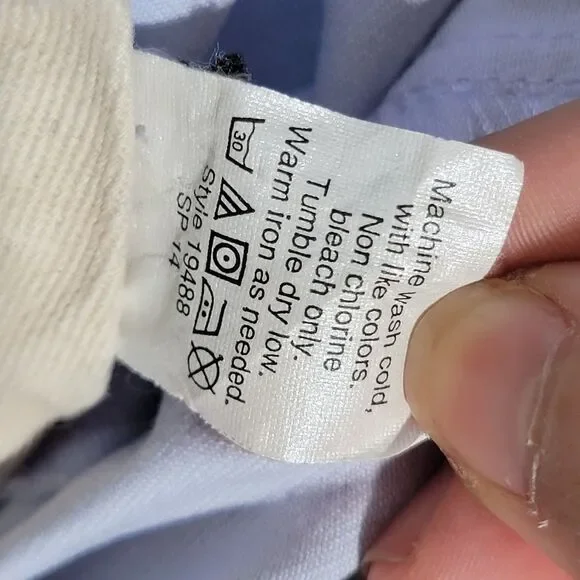 Machine wash cold,
with like colors.
Non chlorine
bleach only.
Tumble dry low.
Warm iron as needed.
30
Style 19488
SP 14